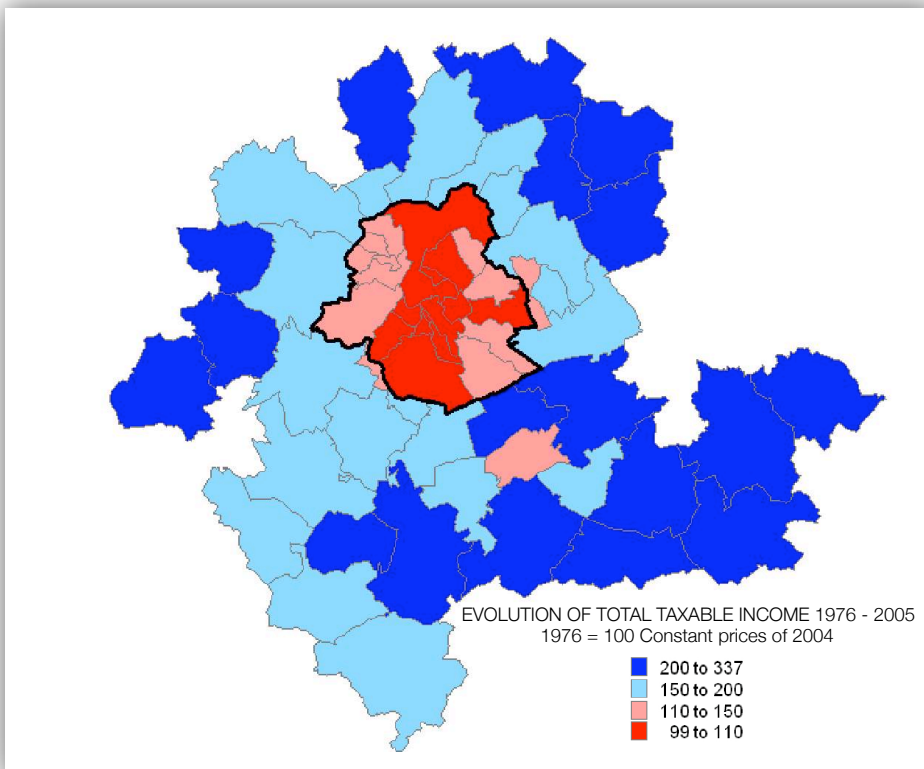 EVOLUTION OF TOTAL TAXABLE INCOME 1976 - 2005
1976 = 100 Constant prices of 2004
200 to 337
150 to 200
110 to 150
99 to 110